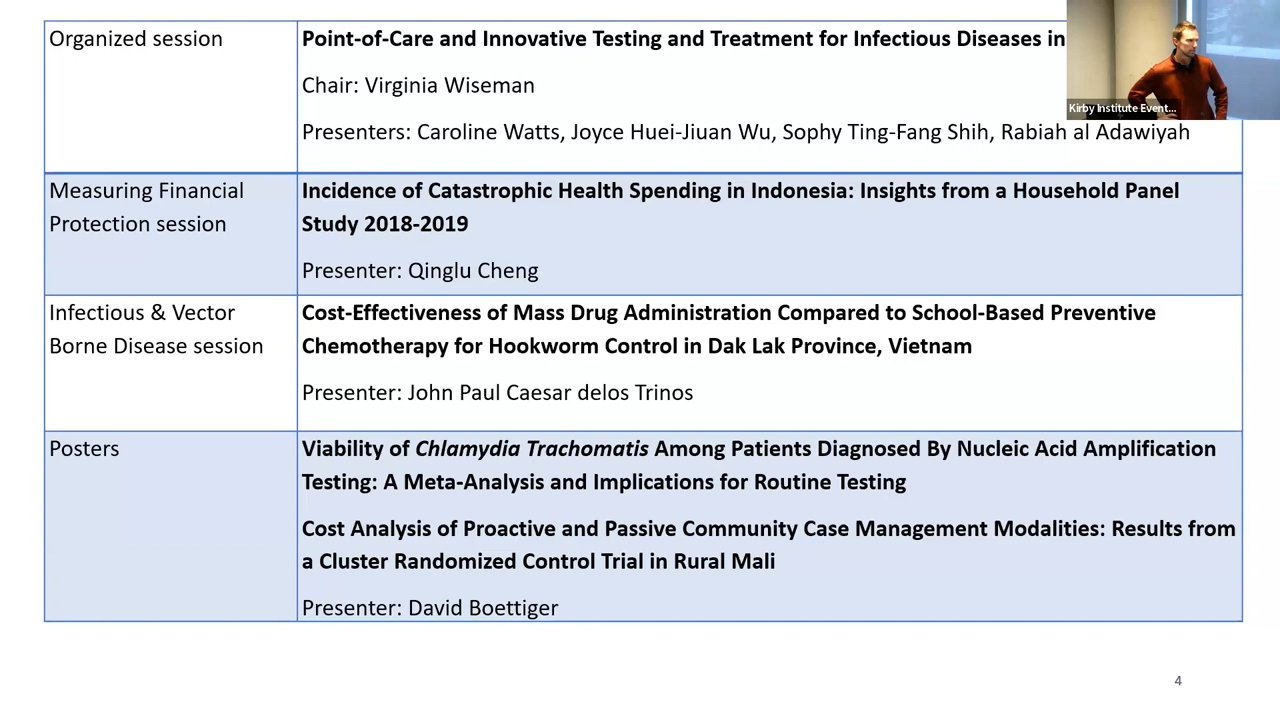 Organized session
Point-of-Care and Innovative Testing and Treatment for Infectious Diseases in
Chair: Virginia Wiseman
Presenters: Caroline Watts, Joyce Huei-Jiuan Wu, Sophy Ting-Fang Shih, Rabiah al Adawiyah
Kirby Institute Event...
Measuring Financial
Protection session
Incidence of Catastrophic Health Spending in Indonesia: Insights from a Household Panel
Study 2018-2019
Presenter: Qinglu Cheng
Infectious & Vector
Borne Disease session
Cost-Effectiveness of Mass Drug Administration Compared to School-Based Preventive
Chemotherapy for Hookworm Control in Dak Lak Province, Vietnam
Presenter: John Paul Caesar delos Trinos
Posters
Viability of Chlamydia Trachomatis Among Patients Diagnosed By Nucleic Acid Amplification
Testing: A Meta-Analysis and Implications for Routine Testing
Cost Analysis of Proactive and Passive Community Case Management Modalities: Results from
a Cluster Randomized Control Trial in Rural Mali
Presenter: David Boettiger
4